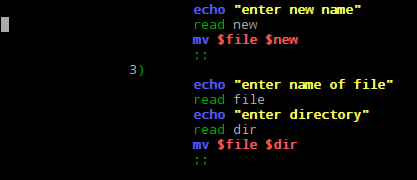 echo "enter new name"
read new
mv $file $new
;;
3)
echo "enter name of file"
read file
echo "enter directory"
read dir
mv $file $dir
;;